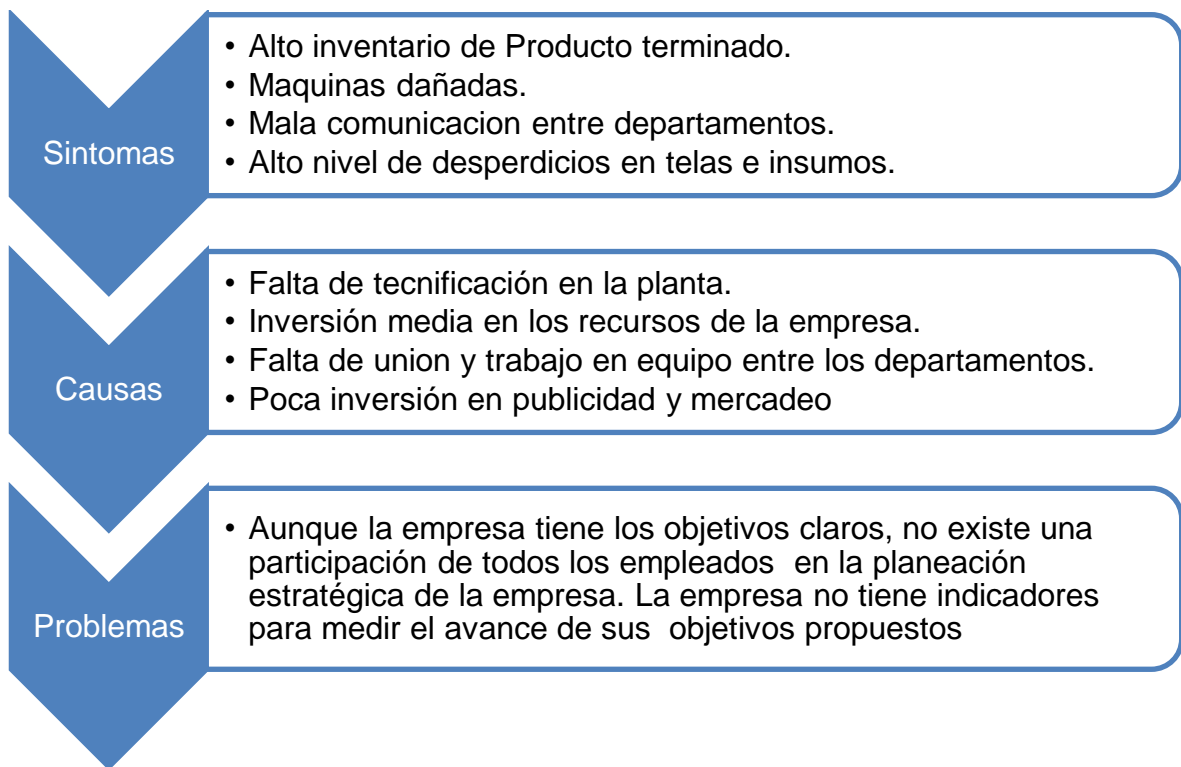 Sintomas
• Alto inventario de Producto terminado.
• Maquinas dañadas.
• Mala comunicacion entre departamentos.
• Alto nivel de desperdicios en telas e insumos.
Causas
• Falta de tecnificación en la planta.
• Inversión media en los recursos de la empresa.
• Falta de union y trabajo en equipo entre los departamentos.
• Poca inversión en publicidad y mercadeo
Problemas
• Aunque la empresa tiene los objetivos claros, no existe una
participación de todos los empleados en la planeación
estratégica de la empresa. La empresa no tiene indicadores
para medir el avance de sus objetivos propuestos